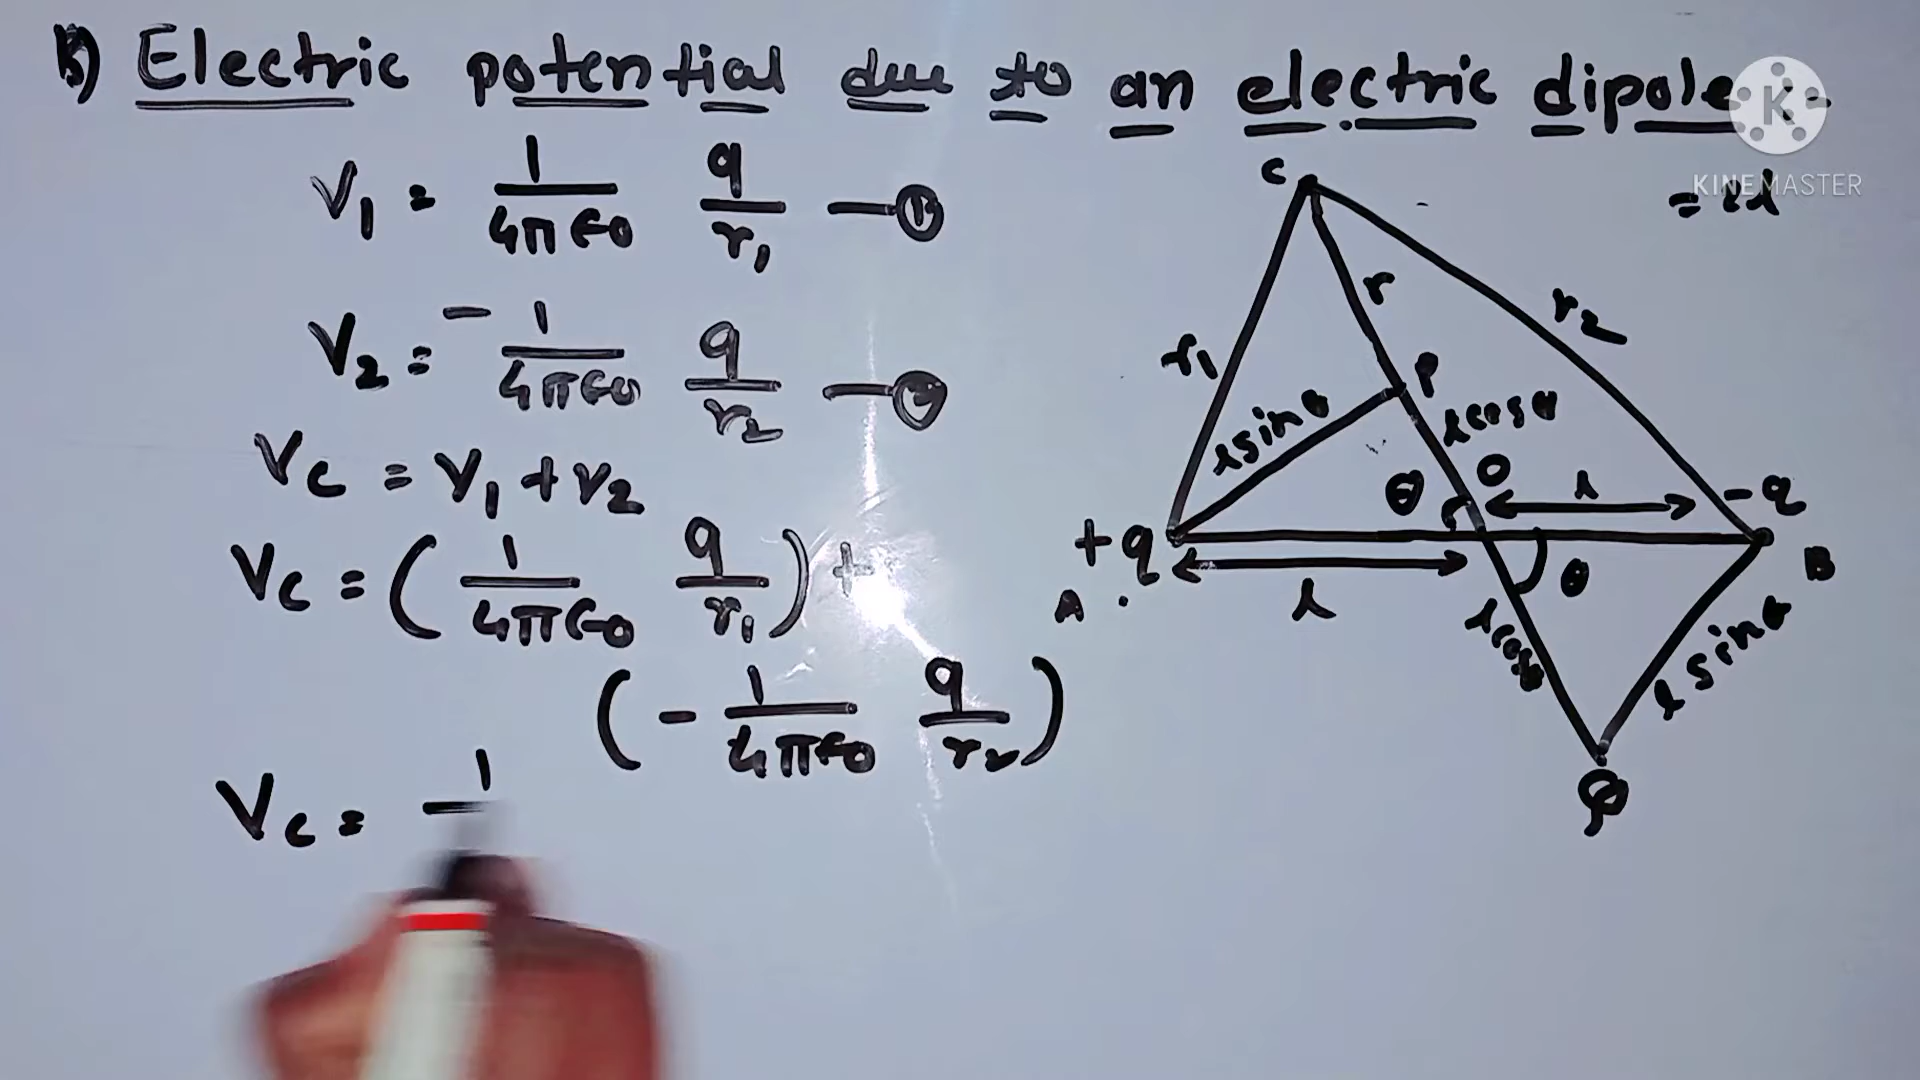 b) Electric potential due to an electric dipole :-
V₁ = 1/4πϵ₀ q/r₁ — ①
V₂ = - 1/4πϵ₀ q/r₂ — ②
Vc = V₁ + V₂
Vc = ( 1/4πϵ₀ q/r₁ ) +
( - 1/4πϵ₀ q/r₂ )
Vc = 1
K
KINEMASTER
= 2l
C
r
r₁
r₂
P
l sinθ
l cosθ
θ
O
l
-q
+q
A
B
l
θ
l cosθ
l sinθ
Q